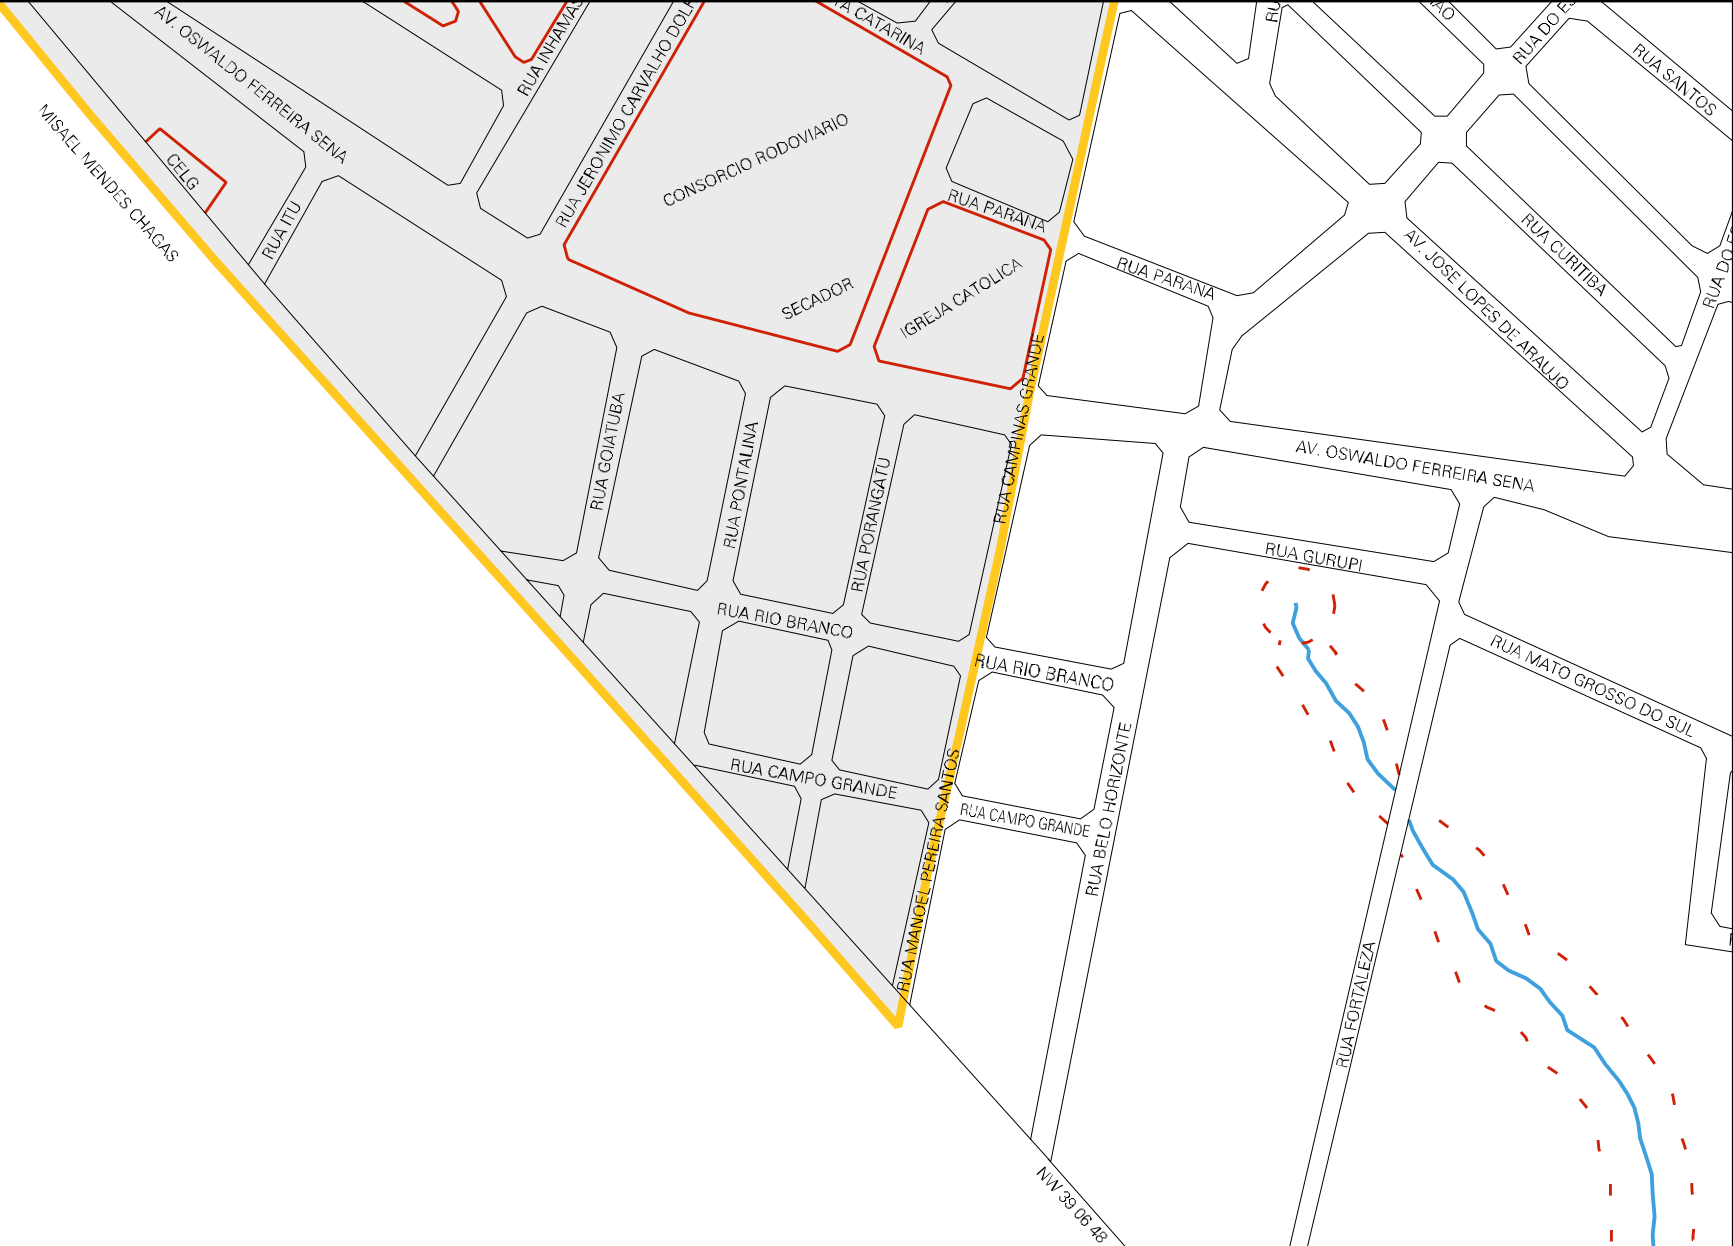 AV. OSWALDO FERREIRA SENA
RUA INHAMAS
RUA JERONIMO CARVALHO
CATARINA
RUA SANTOS
MISAEL MENDES CHAGAS
CELG
RUA ITU
CONSORCIO RODOVIARIO
SECADOR
RUA PARANA
IGREJA CATOLICA
RUA PARANA
AV. JOSE LOPES DE ARAUJO
RUA CURITIBA
RUA DO
RUA CAMPINAS GRANDE
AV. OSWALDO FERREIRA SENA
RUA GOIATUBA
RUA PONTALINA
RUA PORANGATU
RUA GURUPI
RUA RIO BRANCO
RUA RIO BRANCO
RUA MATO GROSSO DO SUL
RUA CAMPO GRANDE
RUA CAMPO GRANDE
RUA BELO HORIZONTE
RUA MANOEL PEREIRA SANTOS
RUA FORTALEZA
NW 39 06 48